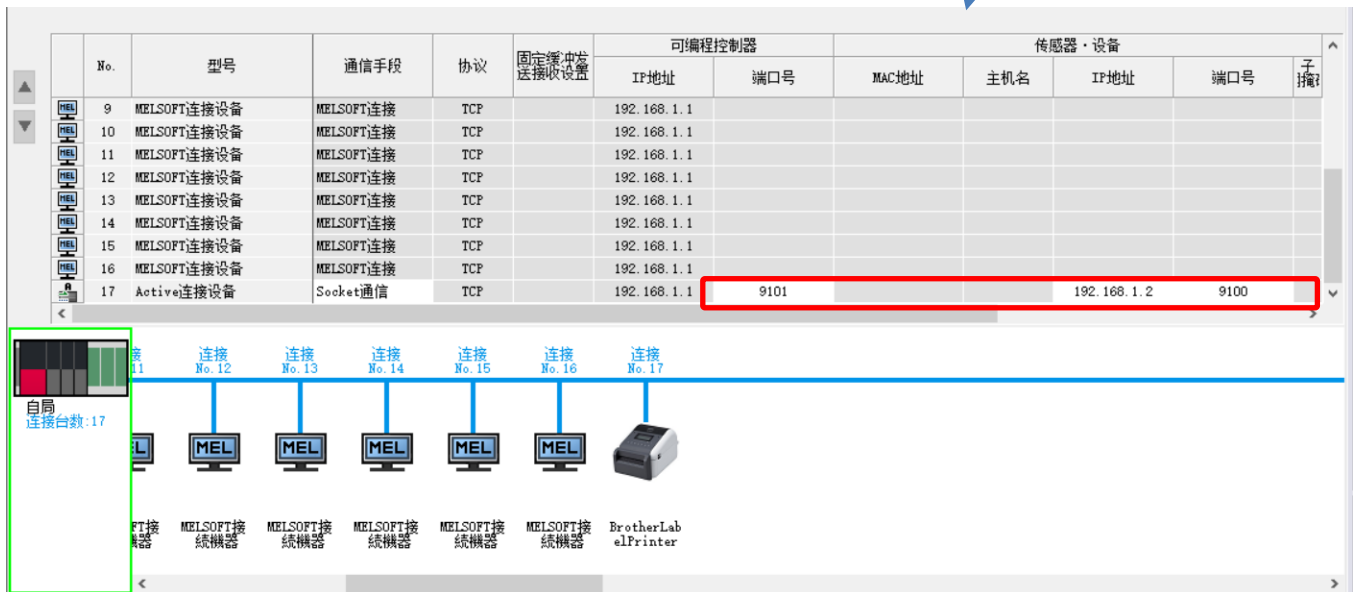 可编程控制器 传感器・设备
No. 型号 通信手段 协议 固定缓冲发送接收设置 IP地址 端口号 MAC地址 主机名 IP地址 端口号 子
MEL 9 MELSOFT连接设备 MELSOFT连接 TCP 192.168.1.1
MEL 10 MELSOFT连接设备 MELSOFT连接 TCP 192.168.1.1
MEL 11 MELSOFT连接设备 MELSOFT连接 TCP 192.168.1.1
MEL 12 MELSOFT连接设备 MELSOFT连接 TCP 192.168.1.1
MEL 13 MELSOFT连接设备 MELSOFT连接 TCP 192.168.1.1
MEL 14 MELSOFT连接设备 MELSOFT连接 TCP 192.168.1.1
MEL 15 MELSOFT连接设备 MELSOFT连接 TCP 192.168.1.1
MEL 16 MELSOFT连接设备 MELSOFT连接 TCP 192.168.1.1
A 17 Active连接设备 Socket通信 TCP 192.168.1.1 9101 192.168.1.2 9100
接 连接 连接 连接 连接 连接 连接
11 No.12 No.13 No.14 No.15 No.16 No.17
自局
连接台数:17
EL MEL MEL MEL MEL MEL
FT接 MELSOFT接 MELSOFT接 MELSOFT接 MELSOFT接 MELSOFT接 BrotherLab
機器 続機器 続機器 続機器 続機器 続機器 elPrinter